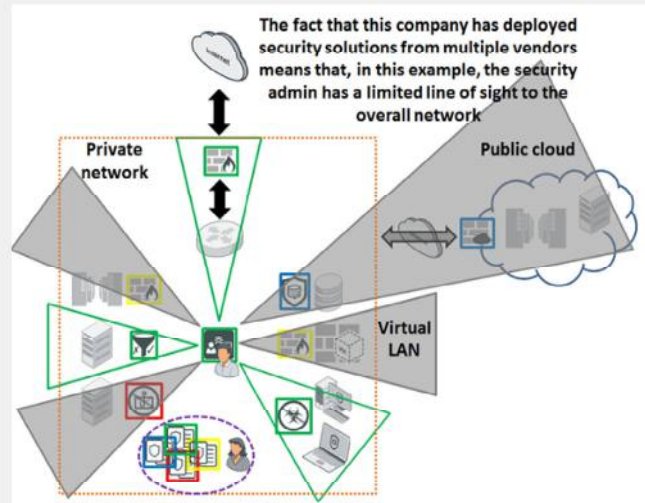 The fact that this company has deployed
security solutions from multiple vendors
means that, in this example, the security
admin has a limited line of sight to the
overall network
Internet
Private
network
Public cloud
Virtual
LAN